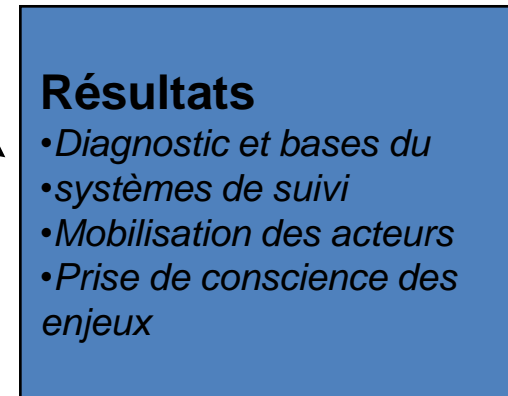 Résultats
•Diagnostic et bases du
•systèmes de suivi
•Mobilisation des acteurs
•Prise de conscience des
enjeux